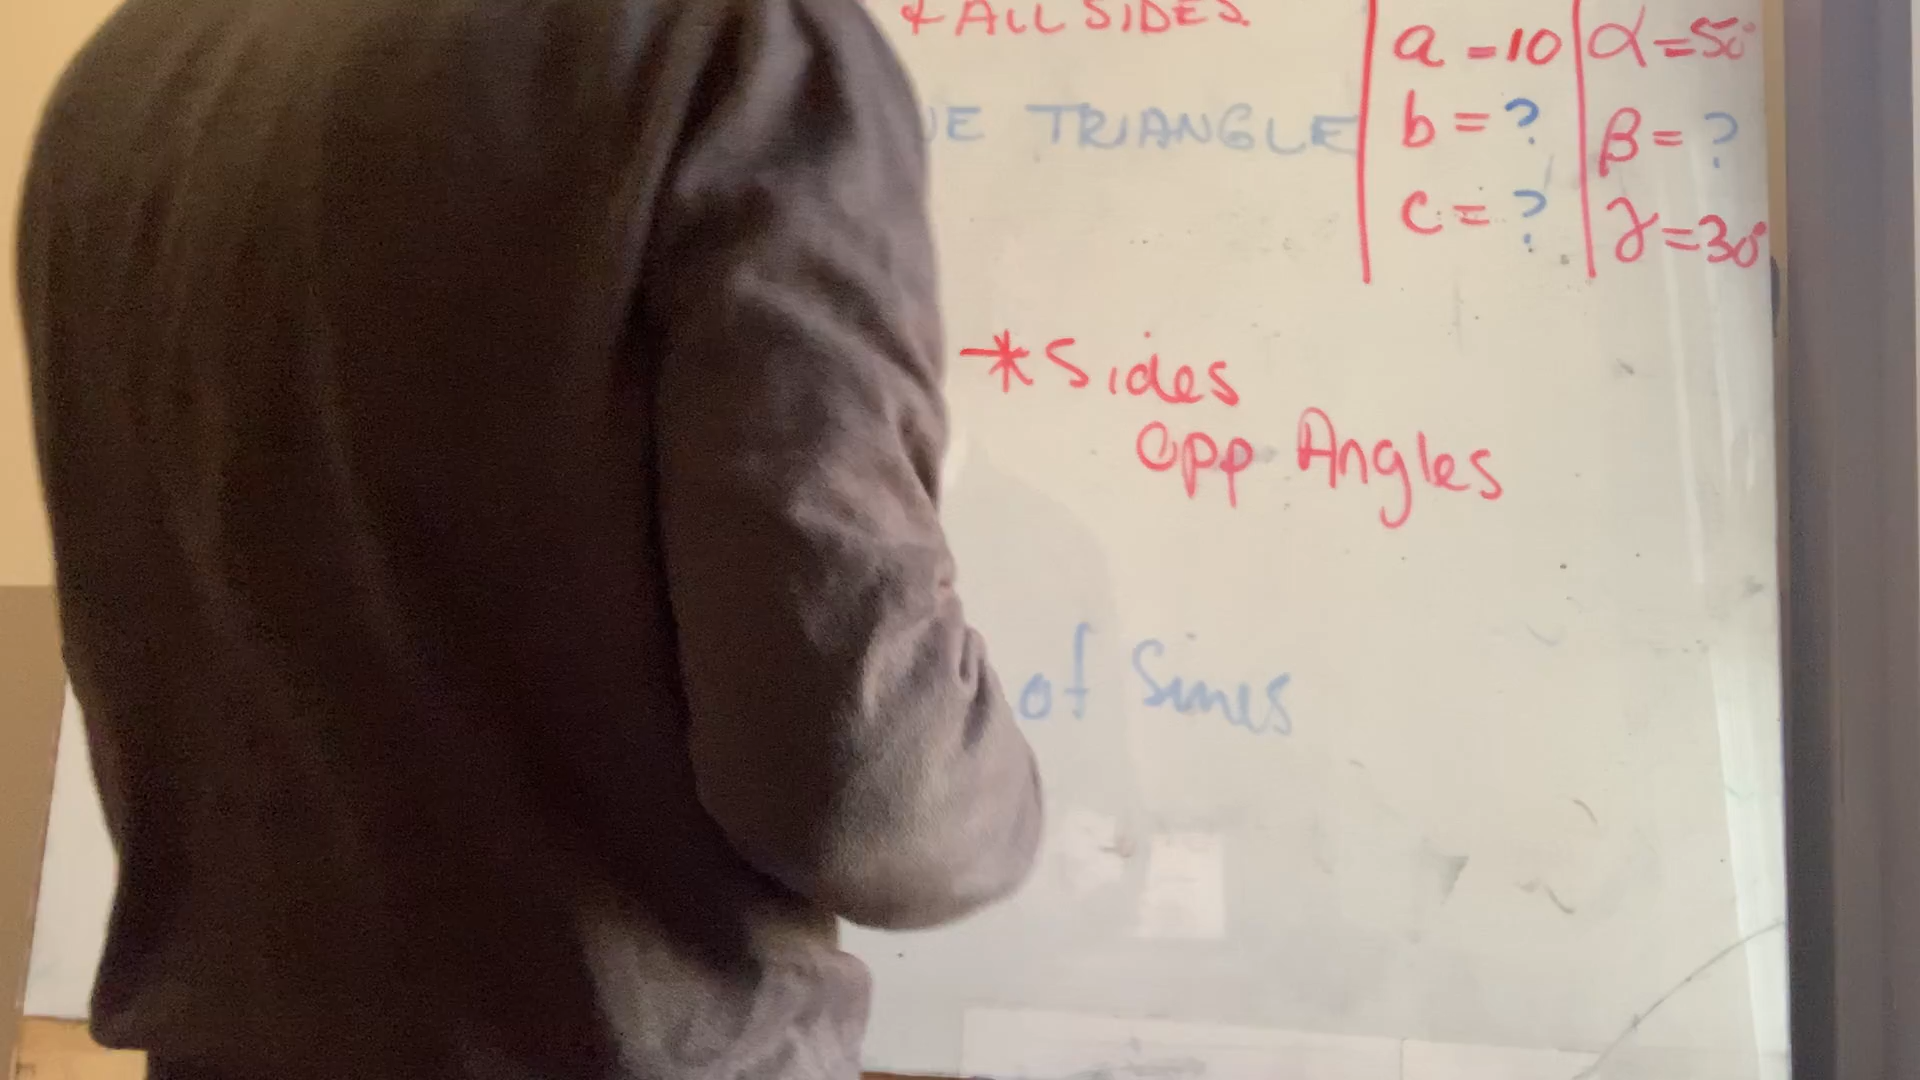 & ALL SIDES.
TRIANGLE
a = 10
b = ?
c = ?
α = 50°
β = ?
γ = 30°
* Sides
opp Angles
of Sines